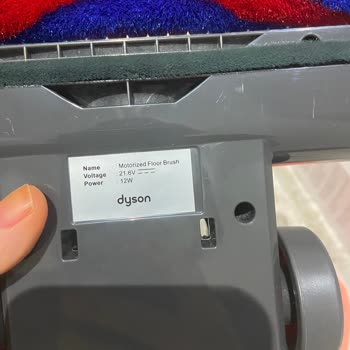 Name Motorized Floor Brush
Voltage 21.6V ⎓
Power 12W
dyson